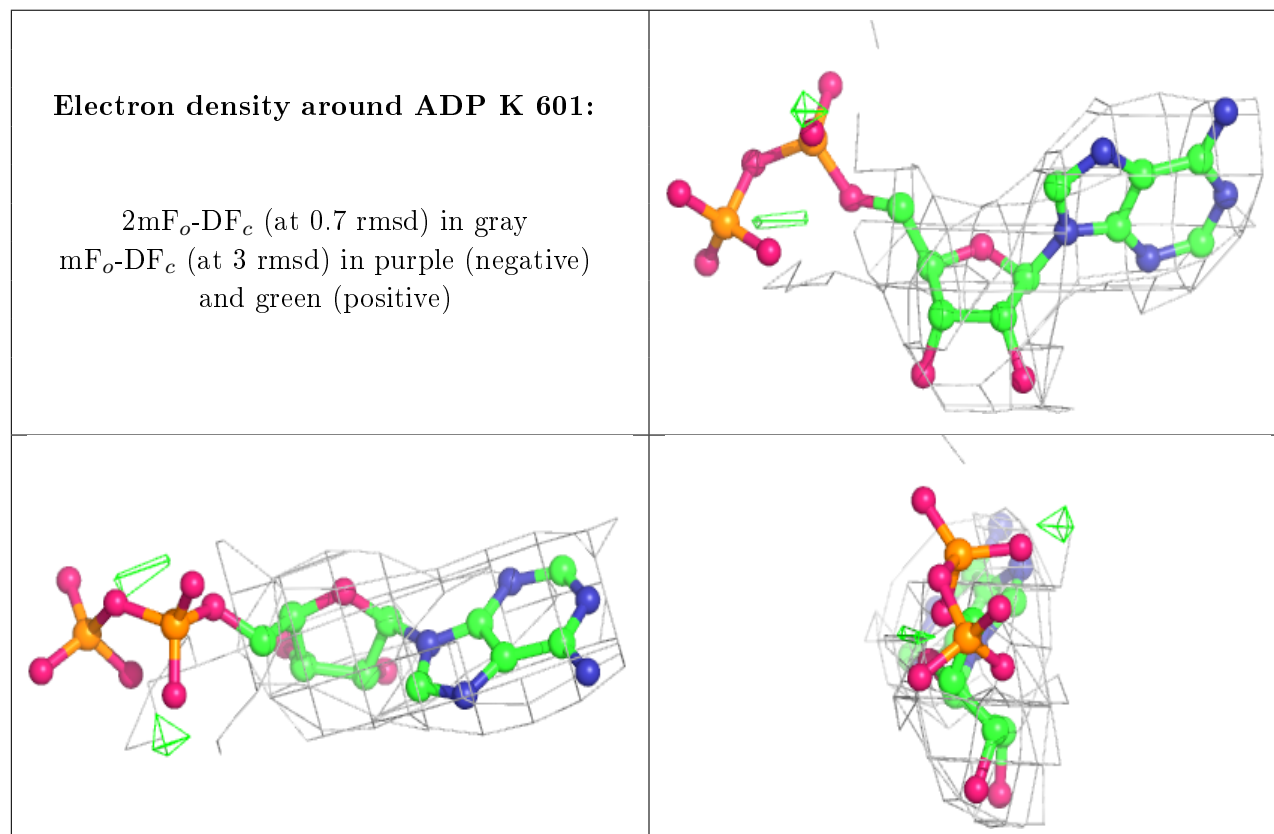 Electron density around ADP K 601:
2mFo-DFc (at 0.7 rmsd) in gray
mFo-DFc (at 3 rmsd) in purple (negative)
and green (positive)